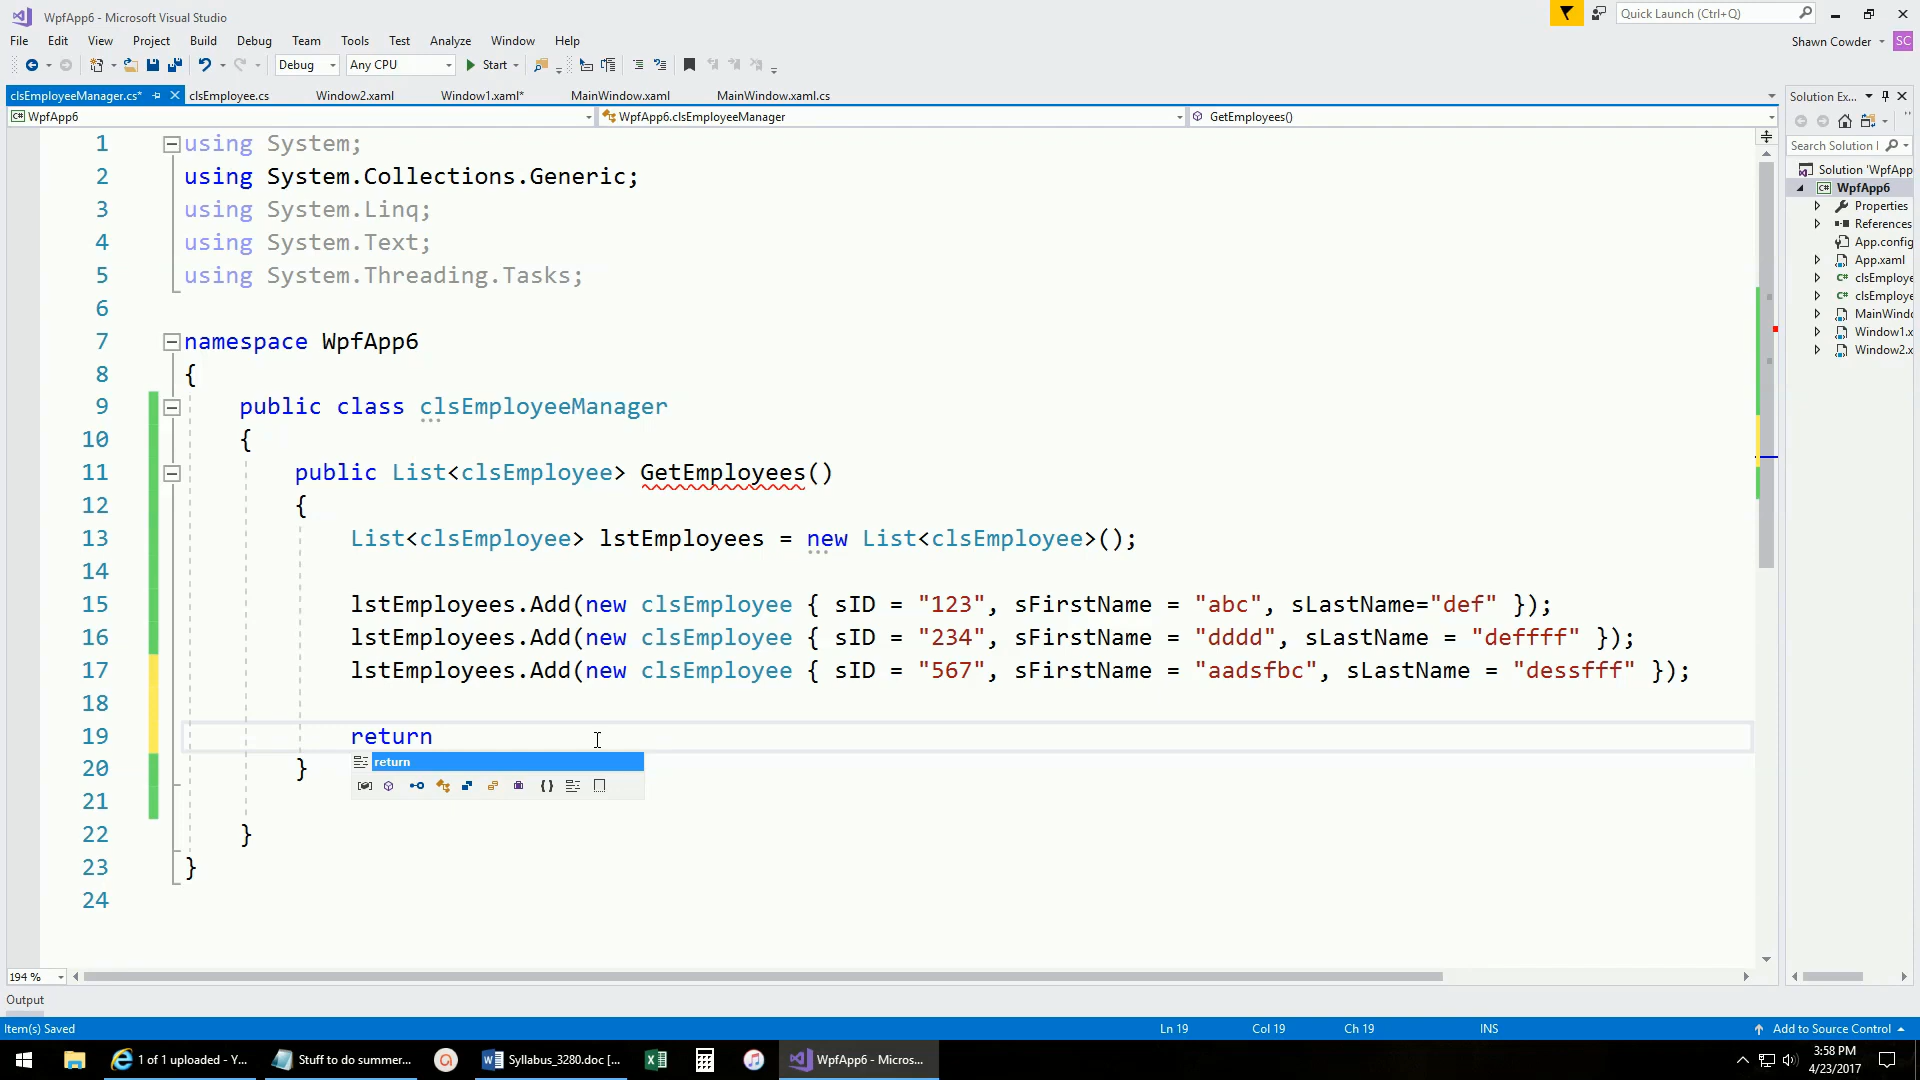 WpfApp6 - Microsoft Visual Studio
Quick Launch (Ctrl+Q)
File Edit View Project Build Debug Team Tools Test Analyze Window Help
Shawn Cowder SC
Debug Any CPU Start
clsEmployeeManager.cs* clsEmployee.cs Window2.xaml Window1.xaml* MainWindow.xaml MainWindow.xaml.cs
WpfApp6 WpfApp6.clsEmployeeManager GetEmployees()
1 using System;
2 using System.Collections.Generic;
3 using System.Linq;
4 using System.Text;
5 using System.Threading.Tasks;
6
7 namespace WpfApp6
8 {
9 public class clsEmployeeManager
10 {
11 public List<clsEmployee> GetEmployees()
12 {
13 List<clsEmployee> lstEmployees = new List<clsEmployee>();
14
15 lstEmployees.Add(new clsEmployee { sID = "123", sFirstName = "abc", sLastName="def" });
16 lstEmployees.Add(new clsEmployee { sID = "234", sFirstName = "dddd", sLastName = "deffff" });
17 lstEmployees.Add(new clsEmployee { sID = "567", sFirstName = "aadsfbc", sLastName = "dessfff" });
18
19 return
return
20 }
21
22 }
23 }
24
194 %
Solution Ex...
Search Solution
Solution 'WpfApp
WpfApp6
Properties
References
App.config
App.xaml
clsEmploye
clsEmploye
MainWindo
Window1.x
Window2.x
Output
Item(s) Saved Ln 19 Col 19 Ch 19 INS Add to Source Control
1 of 1 uploaded - Y... Stuff to do summer... Syllabus_3280.doc [... WpfApp6 - Micros...
3:58 PM
4/23/2017